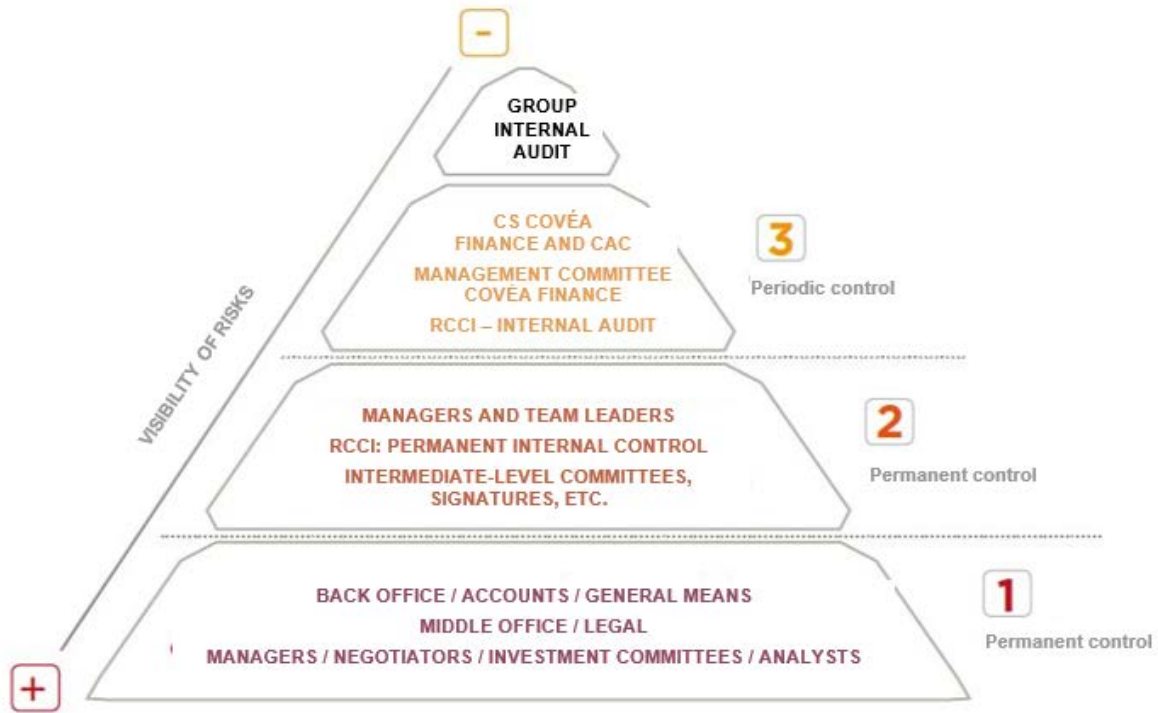 -
GROUP
INTERNAL
AUDIT
CS COVÉA
FINANCE AND CAC
MANAGEMENT COMMITTEE
COVÉA FINANCE
RCCI – INTERNAL AUDIT
3
Periodic control
VISIBILITY OF RISKS
MANAGERS AND TEAM LEADERS
RCCI: PERMANENT INTERNAL CONTROL
INTERMEDIATE-LEVEL COMMITTEES,
SIGNATURES, ETC.
2
Permanent control
BACK OFFICE / ACCOUNTS / GENERAL MEANS
MIDDLE OFFICE / LEGAL
MANAGERS / NEGOTIATORS / INVESTMENT COMMITTEES / ANALYSTS
1
Permanent control
+